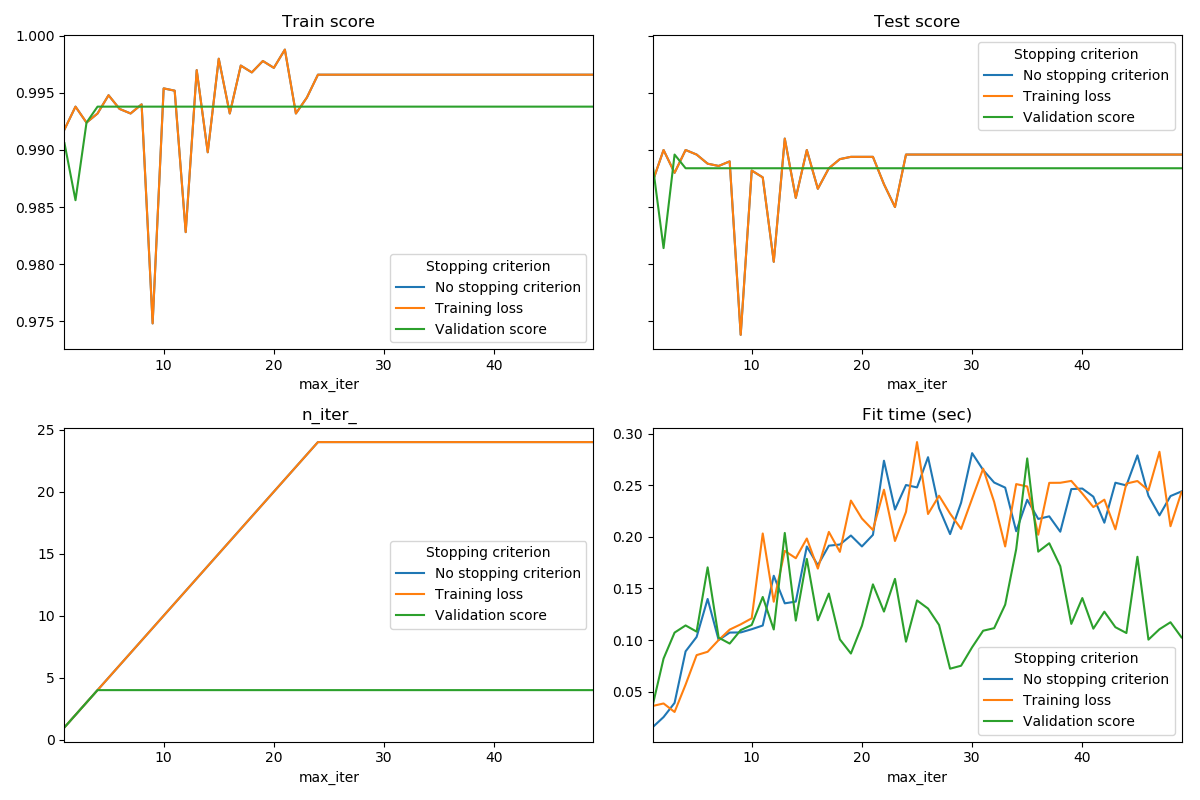 Train score
1.000
0.995
0.990
0.985
0.980
0.975
Stopping criterion
No stopping criterion
Training loss
Validation score
10 20 30 40
max_iter
Test score
Stopping criterion
No stopping criterion
Training loss
Validation score
10 20 30 40
max_iter
n_iter_
25
20
15
10
5
0
Stopping criterion
No stopping criterion
Training loss
Validation score
10 20 30 40
max_iter
Fit time (sec)
0.30
0.25
0.20
0.15
0.10
0.05
Stopping criterion
No stopping criterion
Training loss
Validation score
10 20 30 40
max_iter